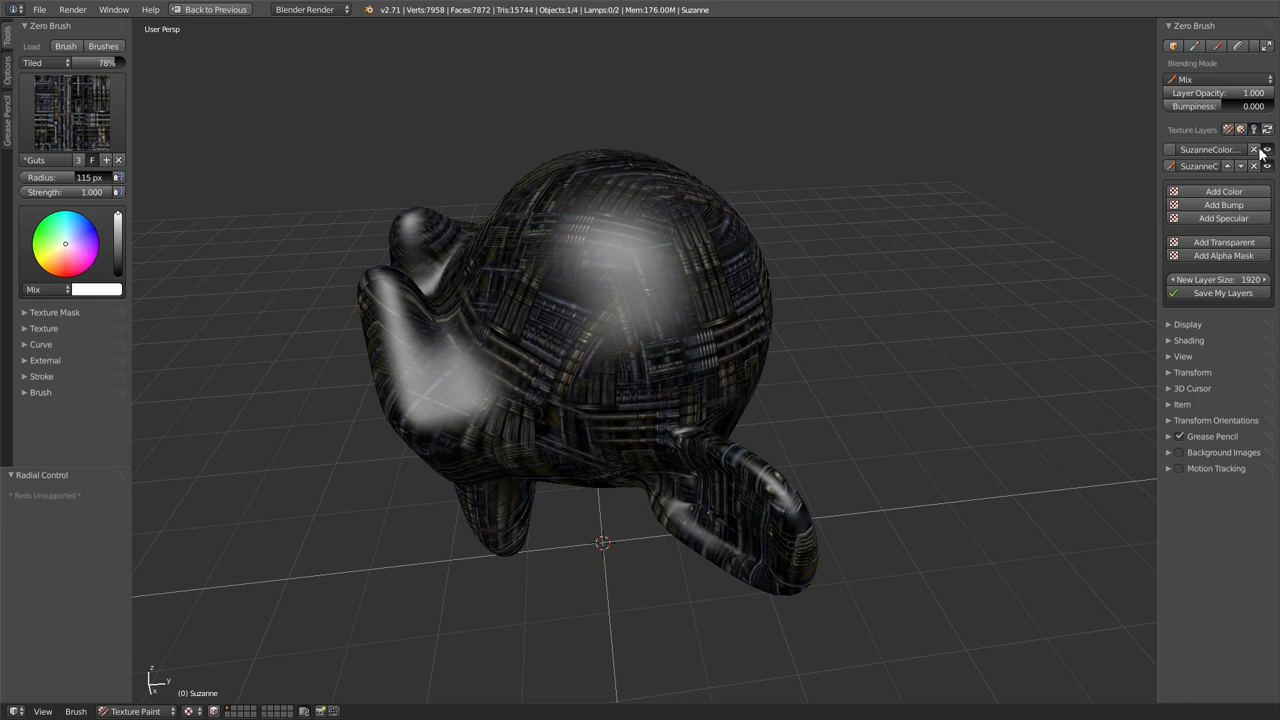 File Render Window Help Back to Previous Blender Render v2.71 | Verts:7958 | Faces:7872 | Tris:15744 | Objects:1/4 | Lamps:0/2 | Mem:176.00M | Suzanne
Tools
Options
Grease Pencil
Zero Brush
Load Brush Brushes
Tiled 78%
°Guts 3 F
Radius: 115 px
Strength: 1.000
Mix
Texture Mask
Texture
Curve
External
Stroke
Brush
Radial Control
* Redo Unsupported *
User Persp
z
y
x
(0) Suzanne
Zero Brush
Blending Mode
Mix
Layer Opacity: 1.000
Bumpiness: 0.000
Texture Layers
SuzanneColor....
SuzanneC
Add Color
Add Bump
Add Specular
Add Transparent
Add Alpha Mask
New Layer Size: 1920
Save My Layers
Display
Shading
View
Transform
3D Cursor
Item
Transform Orientations
Grease Pencil
Background Images
Motion Tracking
View Brush Texture Paint